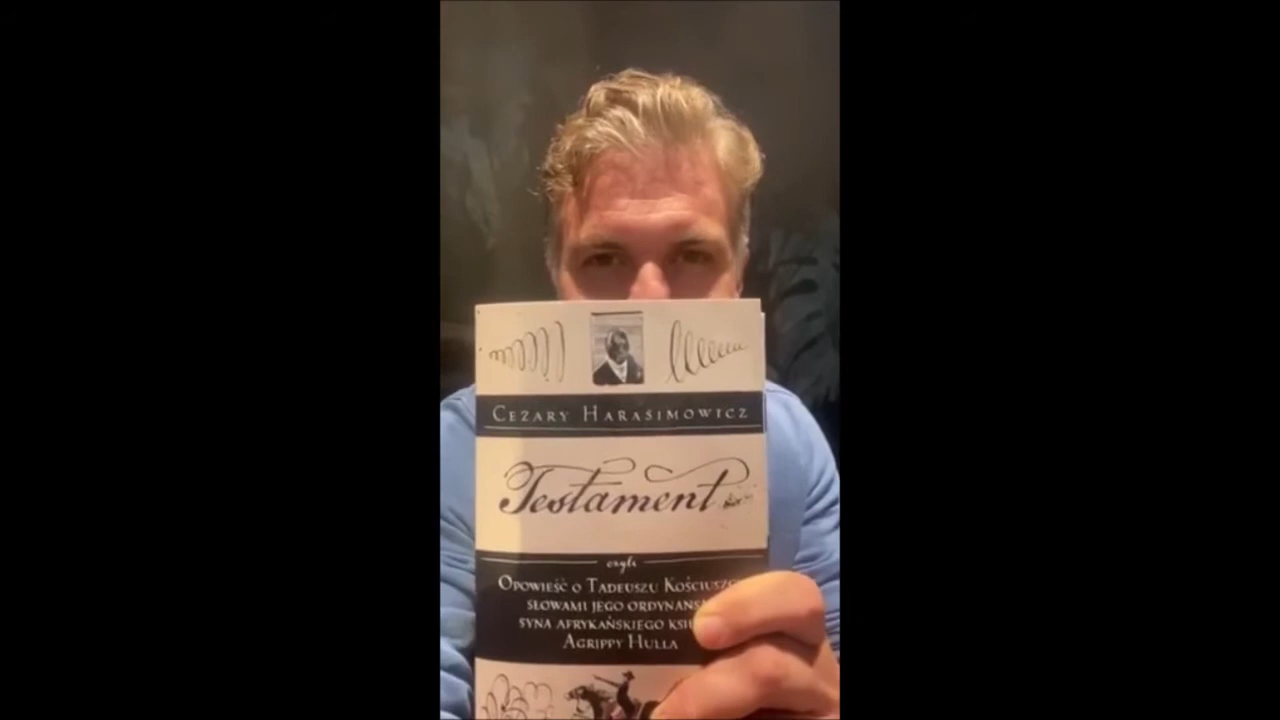 CEZARY HARASIMOWICZ
Testament
czyli
OPOWIEŚĆ O TADEUSZU
SŁOWAMI JEGO
SYNA AFRYKAŃSKIEGO
AGRIPPY HULLA